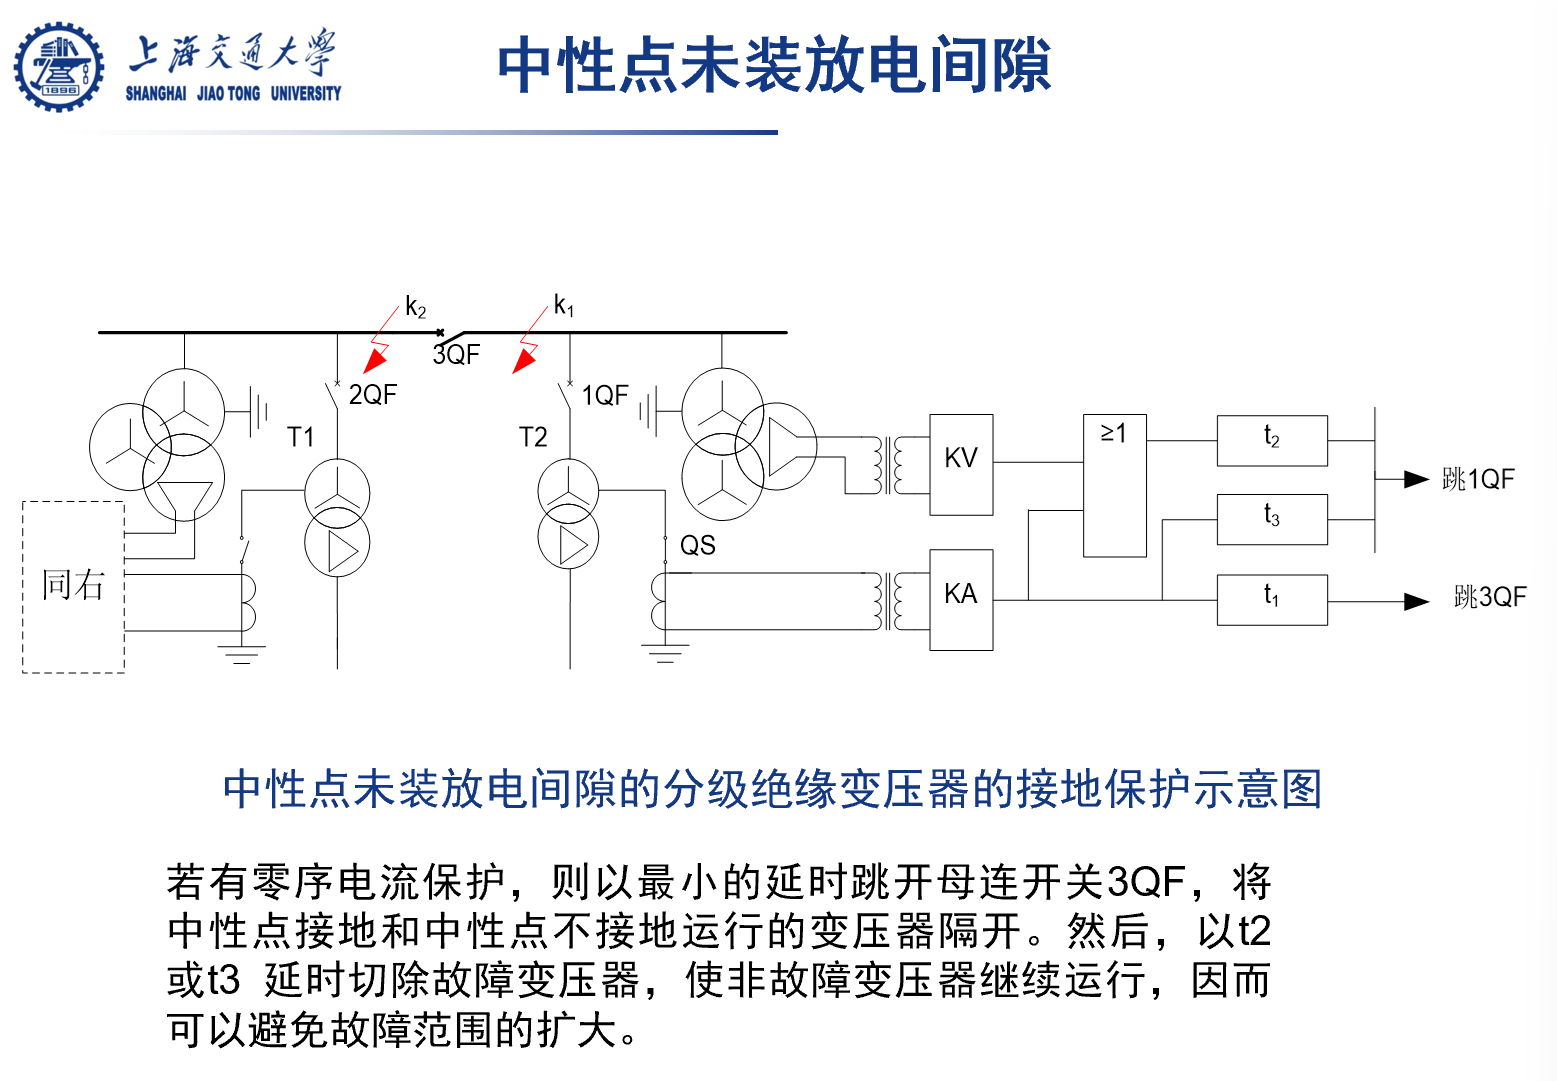 上海交通大学
SHANGHAI JIAO TONG UNIVERSITY
1896
中性点未装放电间隙
k2
k1
3QF
2QF
1QF
T1
T2
QS
同右
KV
KA
≥1
t2
t3
t1
跳1QF
跳3QF
中性点未装放电间隙的分级绝缘变压器的接地保护示意图
若有零序电流保护，则以最小的延时跳开母连开关3QF，将
中性点接地和中性点不接地运行的变压器隔开。然后，以t2
或t3 延时切除故障变压器，使非故障变压器继续运行，因而
可以避免故障范围的扩大。